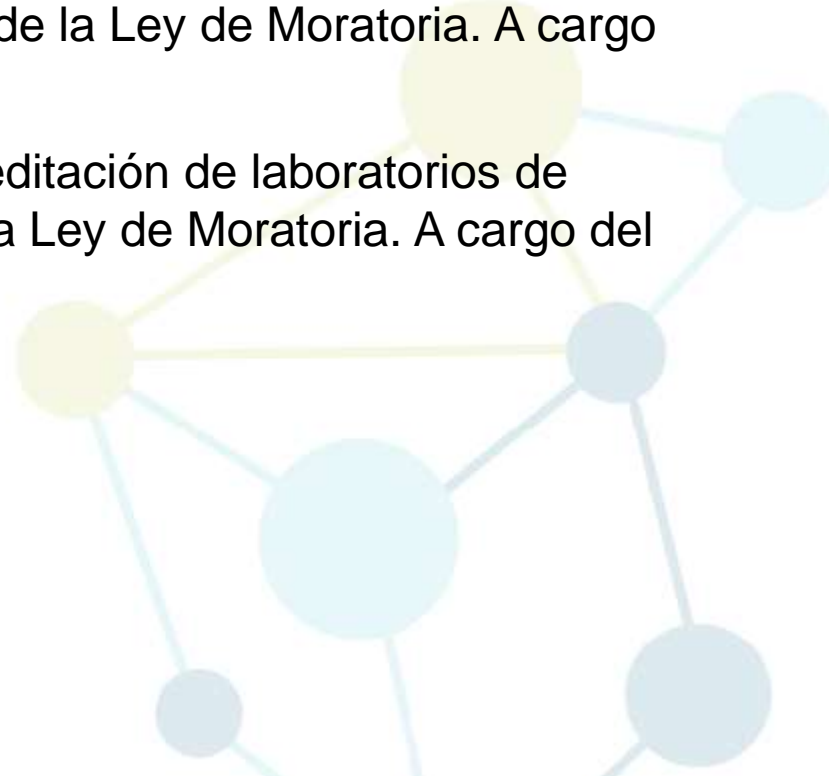 de la Ley de Moratoria. A cargo
editación de laboratorios de
a Ley de Moratoria. A cargo del